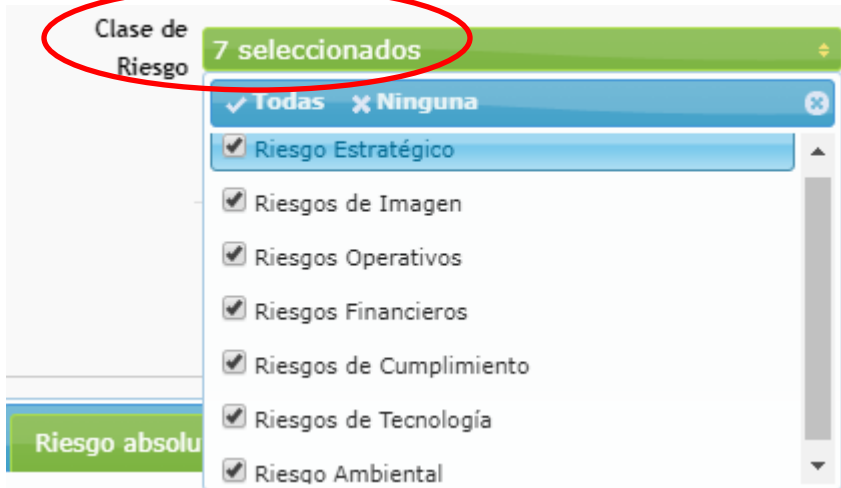 Clase de
Riesgo
7 seleccionados
Todas Ninguna
Riesgo Estratégico
Riesgos de Imagen
Riesgos Operativos
Riesgos Financieros
Riesgos de Cumplimiento
Riesgos de Tecnología
Riesgo absolu
Riesgo Ambiental